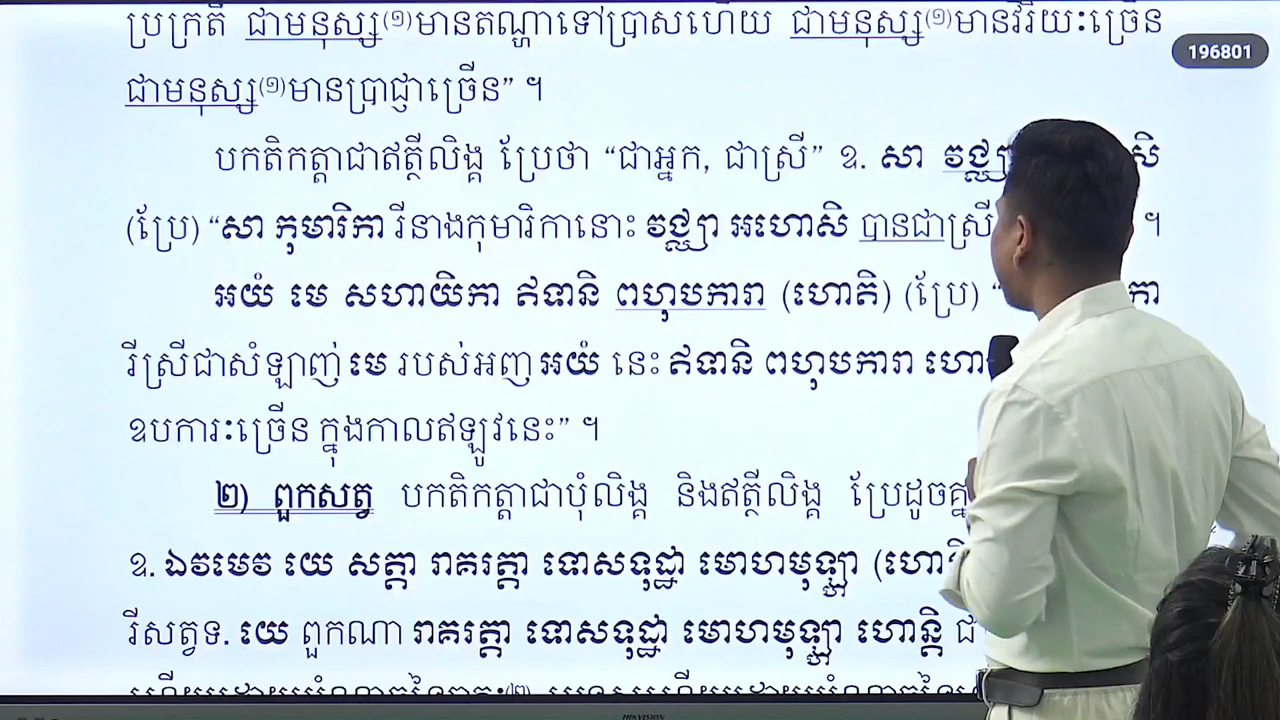 ប្រក្រតី ជាមនុស្ស(១)មានតណ្ហាទៅប្រាសហើយ ជាមនុស្ស(១)មានវីរិយៈច្រើន
196801
ជាមនុស្ស(១)មានប្រាជ្ញាច្រើន” ។
បកតិកត្តាជាឥត្ថីលិង្គ ប្រែថា “ជាអ្នក, ជាស្រី” ឧ. សា វជ្ឈា
(ប្រែ) “សា កុមារិកា រីនាងកុមារិកានោះ វជ្ឈា អហោសិ បានជាស្រី ។
អយំ មេ សហាយិកា ឥទានិ ពហុបការា (ហោតិ) (ប្រែ) “
រីស្រីជាសំឡាញ់ មេ របស់អញ អយំ នេះ ឥទានិ ពហុបការា
ឧបការៈច្រើន ក្នុងកាលឥឡូវនេះ” ។
២) ពួកសត្វ បកតិកត្តាជាបុំលិង្គ និងឥត្ថីលិង្គ ប្រែដូចគ្នា
ឧ. ឯវមេវ យេ សត្តា រាគរត្តា ទោសទុដ្ឋា មោហមុឡ្ហា
រីសត្វទ. យេ ពួកណា រាគរត្តា ទោសទុដ្ឋា មោហមុឡ្ហា ហោន្តិ
HIKVISION